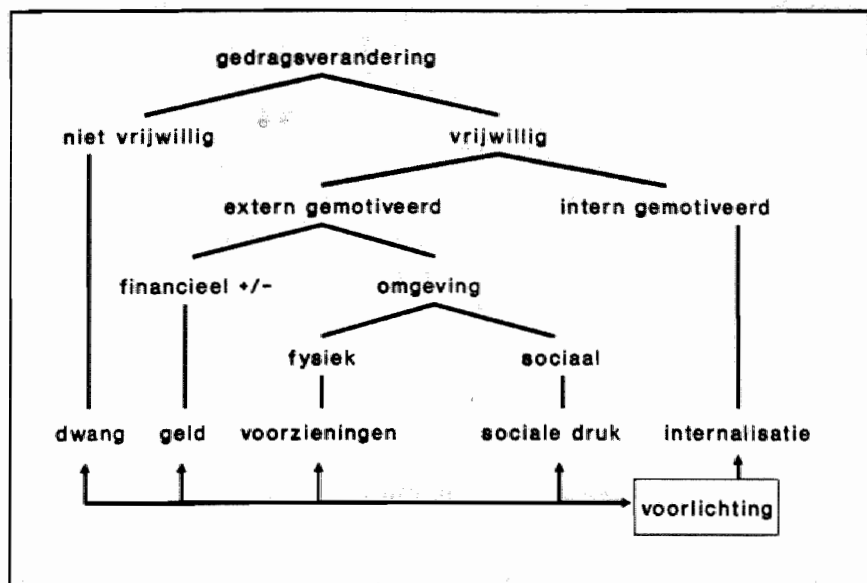 gedragsverandering
niet vrijwillig vrijwillig
extern gemotiveerd intern gemotiveerd
financieel +/- omgeving
fysiek sociaal
dwang geld voorzieningen sociale druk internalisatie
voorlichting